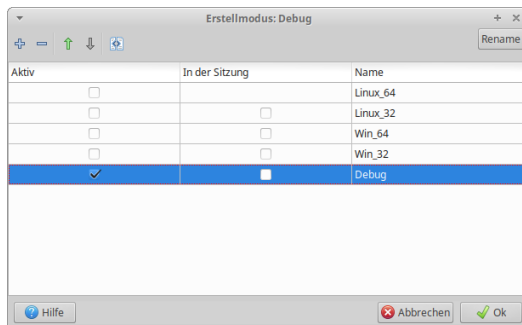 Erstellmodus: Debug
Rename
Aktiv In der Sitzung Name
Linux_64
Linux_32
Win_64
Win_32
Debug
Hilfe Abbrechen Ok